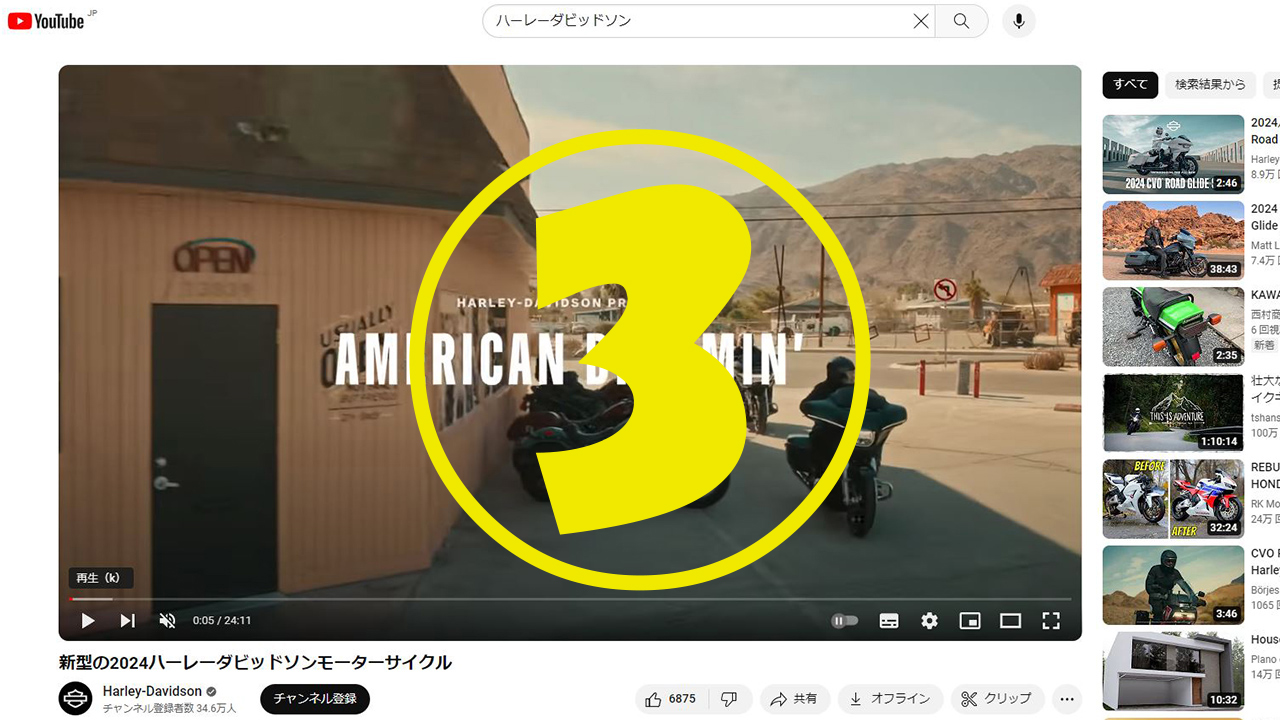 YouTube JP
ハーレーダビッドソン
すべて
検索結果から
OPEN
USUALLY
HARLEY-DAVIDSON PR
AMERICAN D MIN'
3
再生（k）
0:05 / 24:11
新型の2024ハーレーダビッドソンモーターサイクル
Harley-Davidson
チャンネル登録者数 34.6万人
チャンネル登録
6875
共有
オフライン
クリップ
2024 CVO ROAD GLIDE
2:46
2024
Road
Harley
8.9万
38:43
2024
Glide
Matt L
7.4万
2:35
KAWA
西村
6 回視
新着
THIS IS ADVENTURE
1:10:14
壮大
イクー
tshans
100万
BEFORE
AFTER
32:24
REBU
HOND
RK Mo
24万
3:46
CVO
Harle
Börjes
1065
10:32
House
Plano
14万